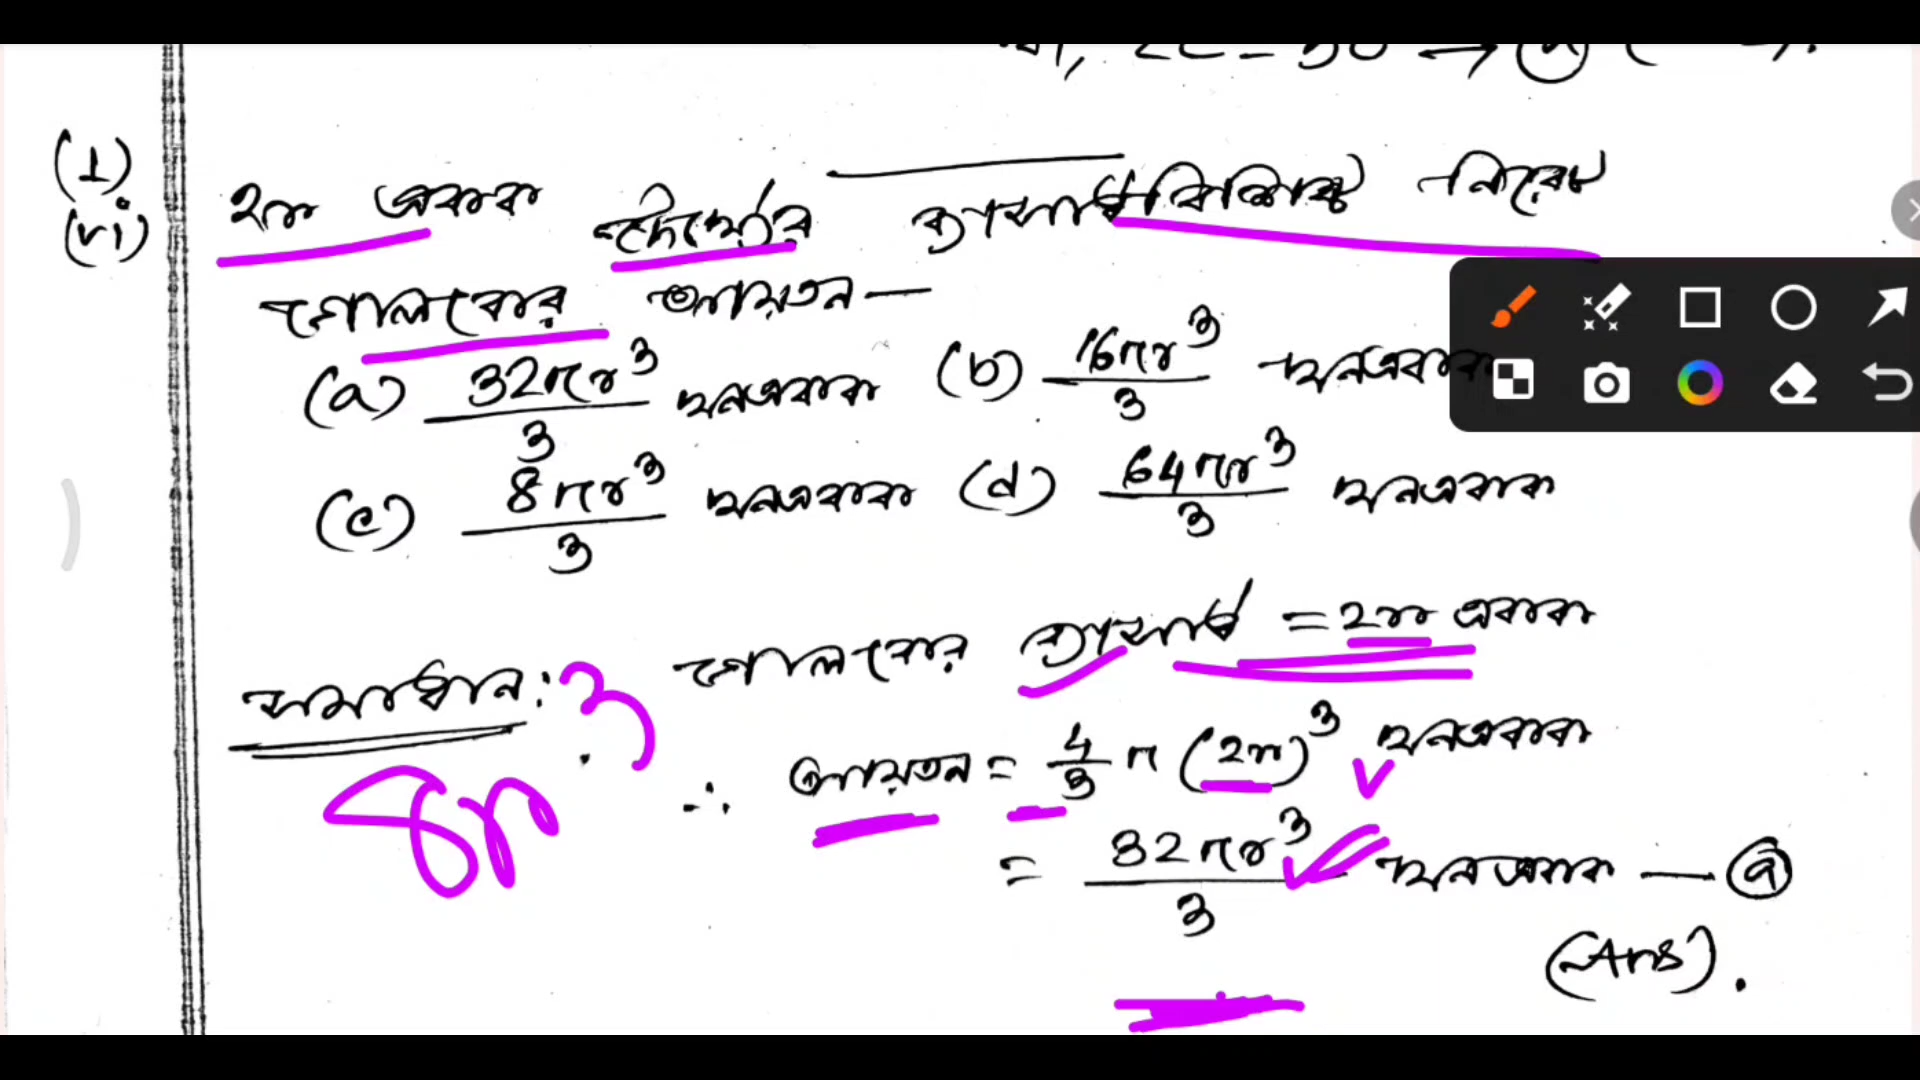 (1)
(vi) 2r একক দৈর্ঘ্যের ব্যাসার্ধবিশিষ্ট নিরেট
গোলকের আয়তন—
(a) 32πr³/3 ঘনএকক (b) 16πr³/3 ঘনএকক
(c) 8πr³/3 ঘনএকক (d) 64πr³/3 ঘনএকক
সমাধান: গোলকের ব্যাসার্ধ = 2r একক
∴ আয়তন = 4/3 π (2r)³ ঘনএকক
8r³
= 32πr³/3 ঘনএকক — ⓐ
(Ans).